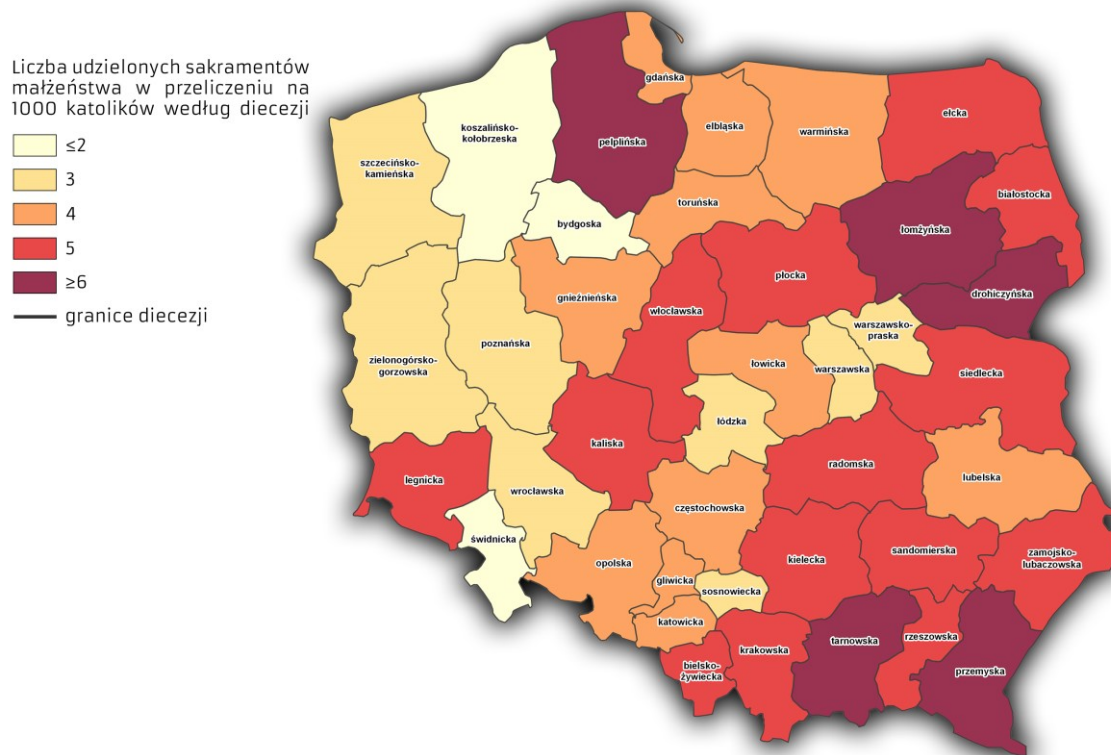 Liczba udzielonych sakramentów
małżeństwa w przeliczeniu na
1000 katolików według diecezji
≤2
3
4
5
≥6
granice diecezji
gdańska
koszalińsko-
kołobrzeska
pelplińska
elbląska
warmińska
ełcka
szczecińsko-
kamieńska
białostocka
toruńska
bydgoska
łomżyńska
płocka
drohiczyńska
gnieźnieńska
włocławska
warszawsko-
praska
poznańska
zielonogórsko-
gorzowska
łowicka
warszawska
siedlecka
łódzka
kaliska
radomska
legnicka
lubelska
wrocławska
częstochowska
świdnicka
sandomierska
zamojsko-
lubaczowska
kielecka
opolska
gliwicka
sosnowiecka
katowicka
tarnowska
rzeszowska
krakowska
bielsko-
żywiecka
przemyska